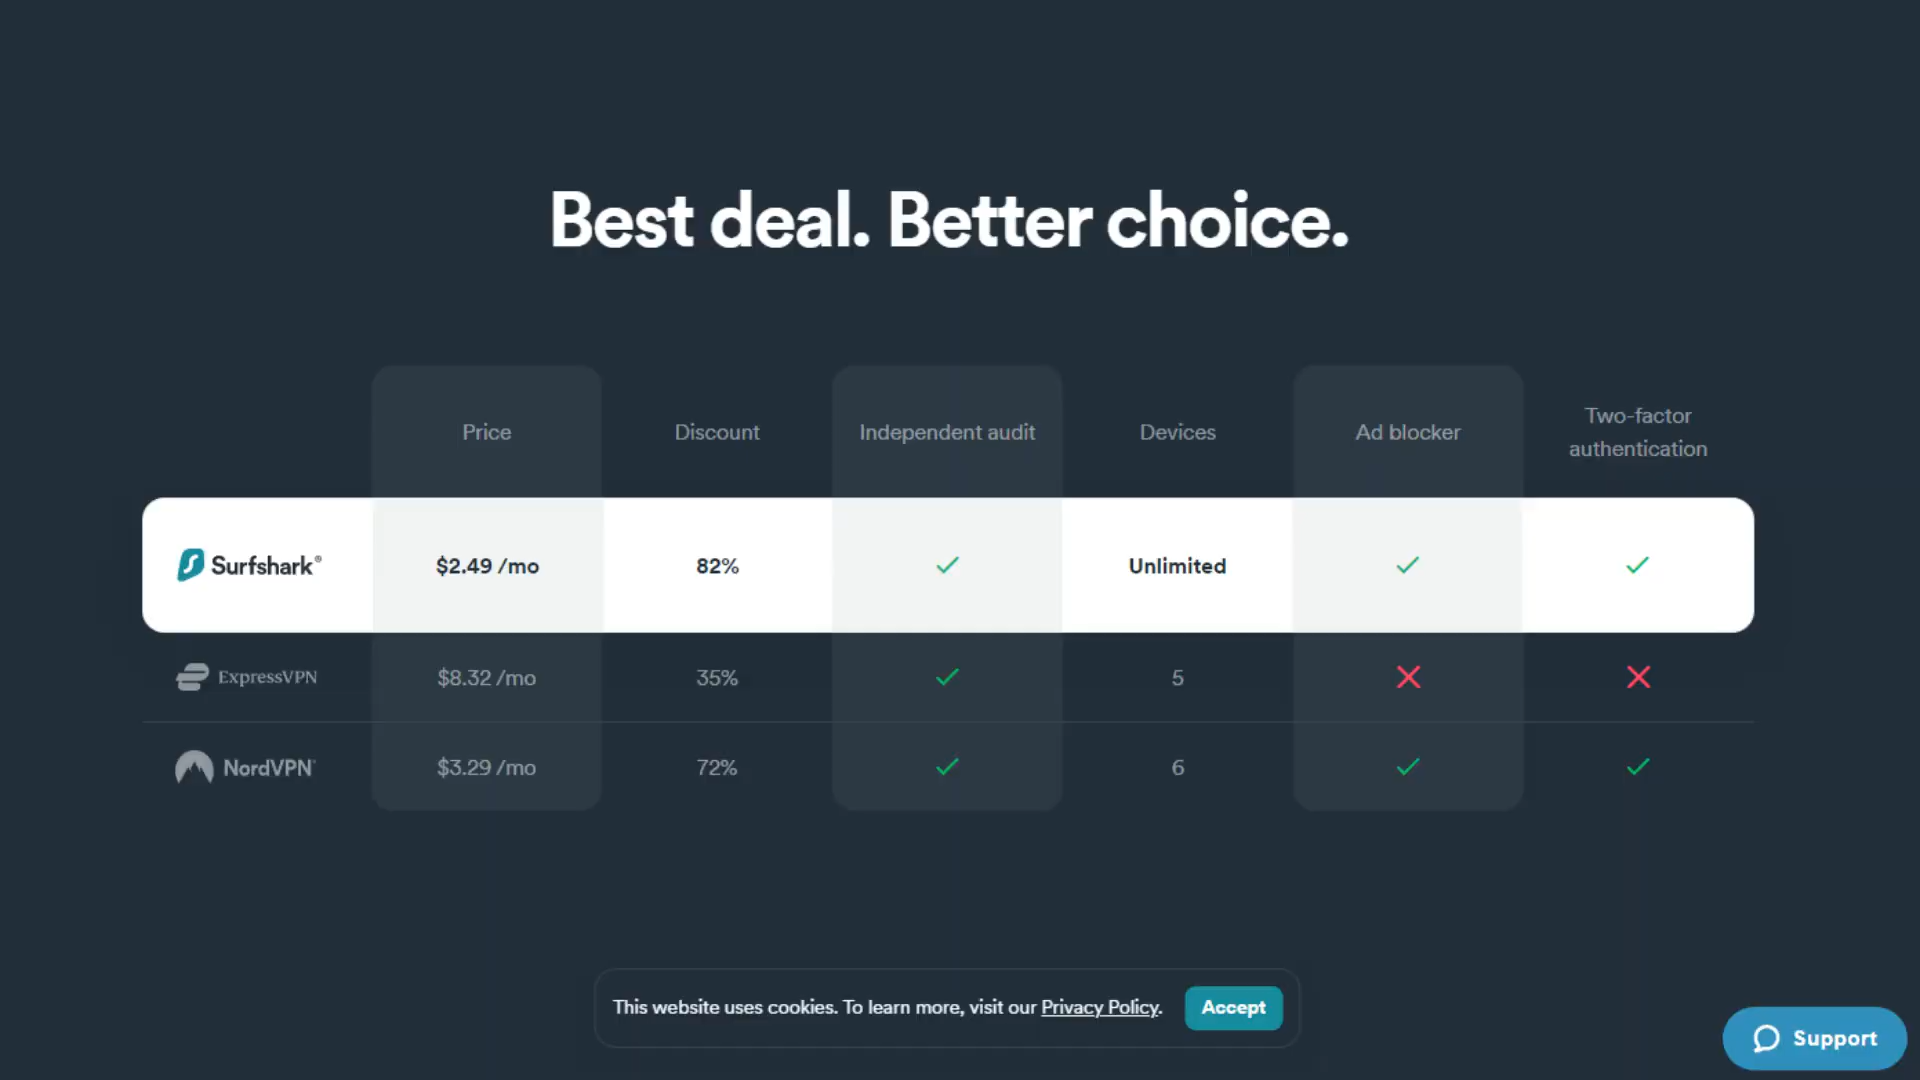 Best deal. Better choice.
Price Discount Independent audit Devices Ad blocker Two-factor authentication
Surfshark® $2.49 /mo 82% Unlimited
ExpressVPN $8.32 /mo 35% 5
NordVPN® $3.29 /mo 72% 6
This website uses cookies. To learn more, visit our Privacy Policy. Accept
Support